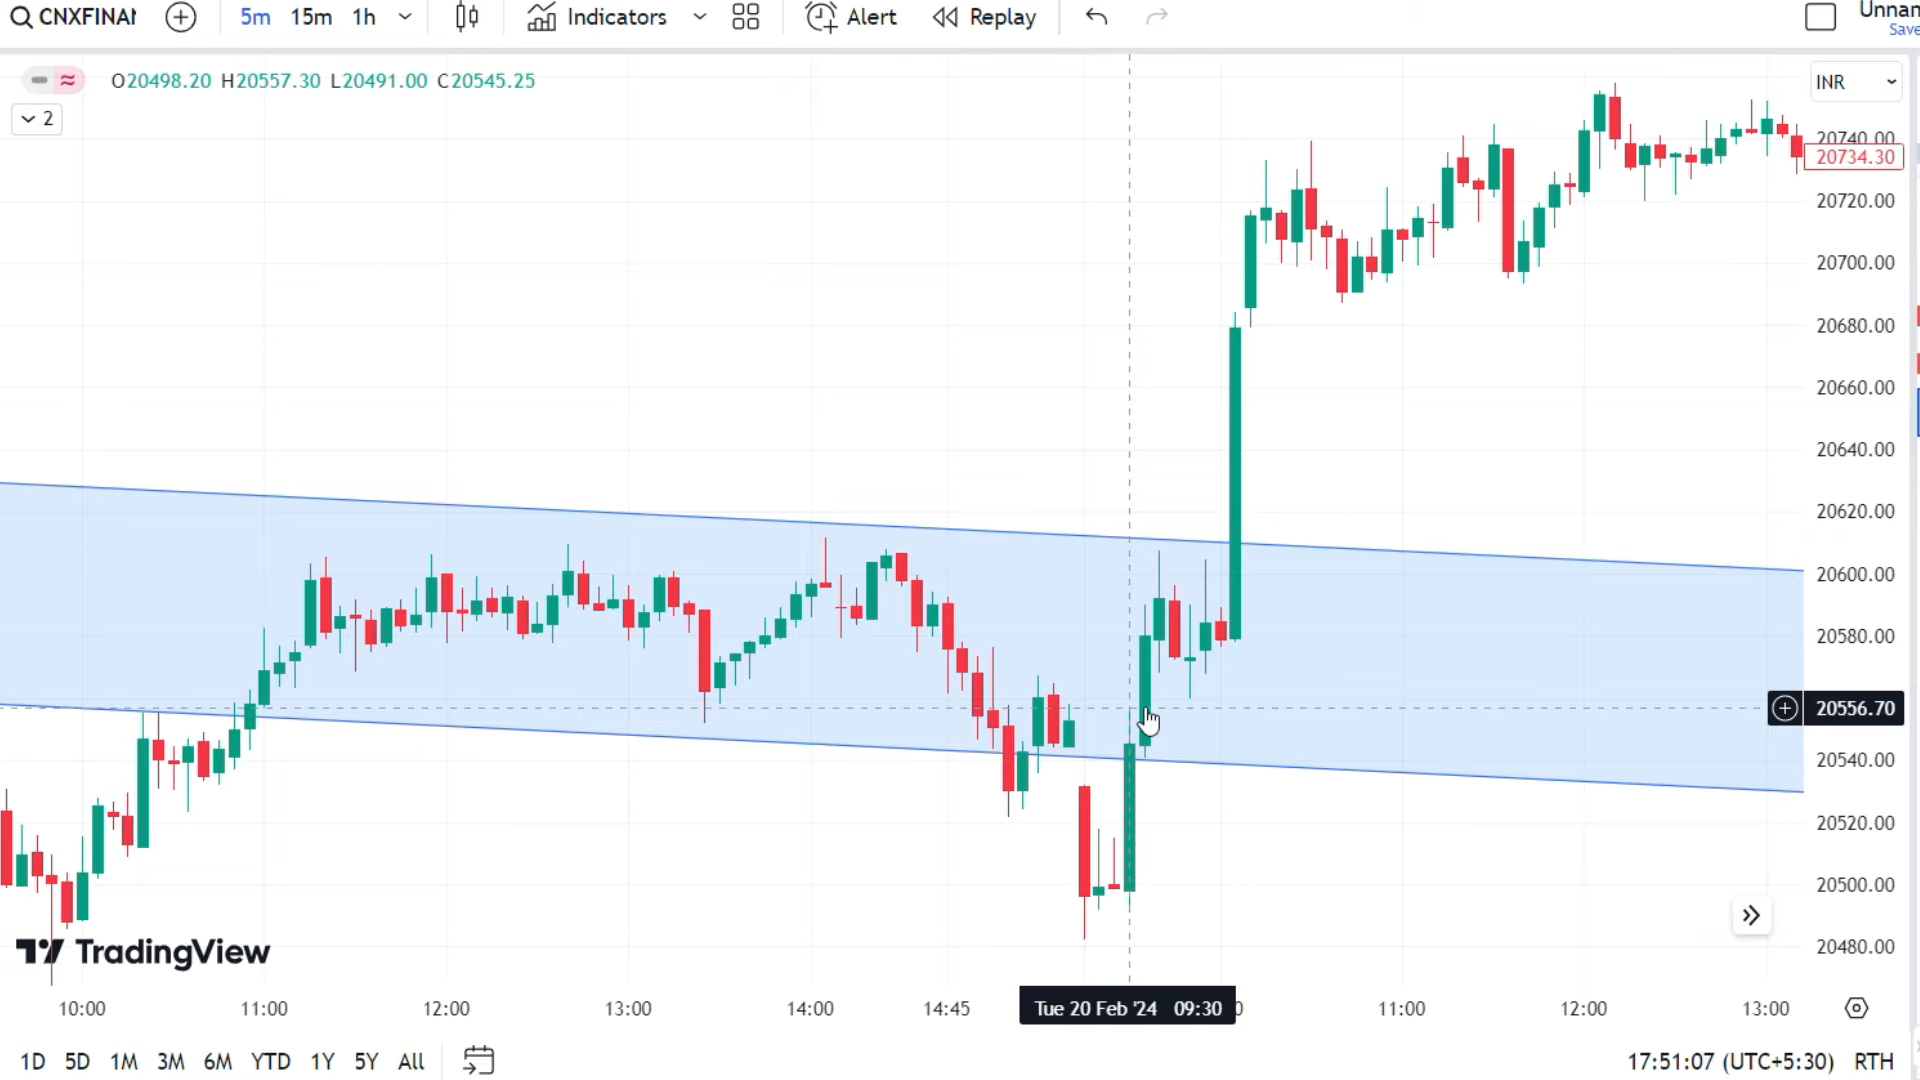 CNXFINAN 5m 15m 1h Indicators Alert Replay Unnan
Save
O20498.20 H20557.30 L20491.00 C20545.25
INR
2
20740.00
20734.30
20720.00
20700.00
20680.00
20660.00
20640.00
20620.00
20600.00
20580.00
20556.70
20540.00
20520.00
20500.00
20480.00
TradingView
10:00 11:00 12:00 13:00 14:00 14:45 Tue 20 Feb '24 09:30 0 11:00 12:00 13:00
1D 5D 1M 3M 6M YTD 1Y 5Y All 17:51:07 (UTC+5:30) RTH